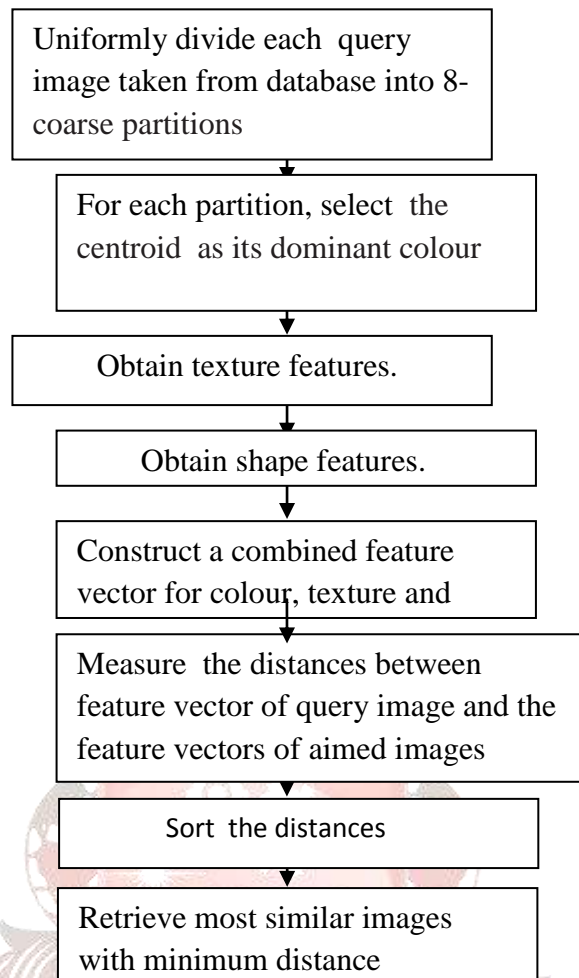 Uniformly divide each query
image taken from database into 8-
coarse partitions
For each partition, select the
centroid as its dominant colour
Obtain texture features.
Obtain shape features.
Construct a combined feature
vector for colour, texture and
Measure the distances between
feature vector of query image and the
feature vectors of aimed images
Sort the distances
Retrieve most similar images
with minimum distance